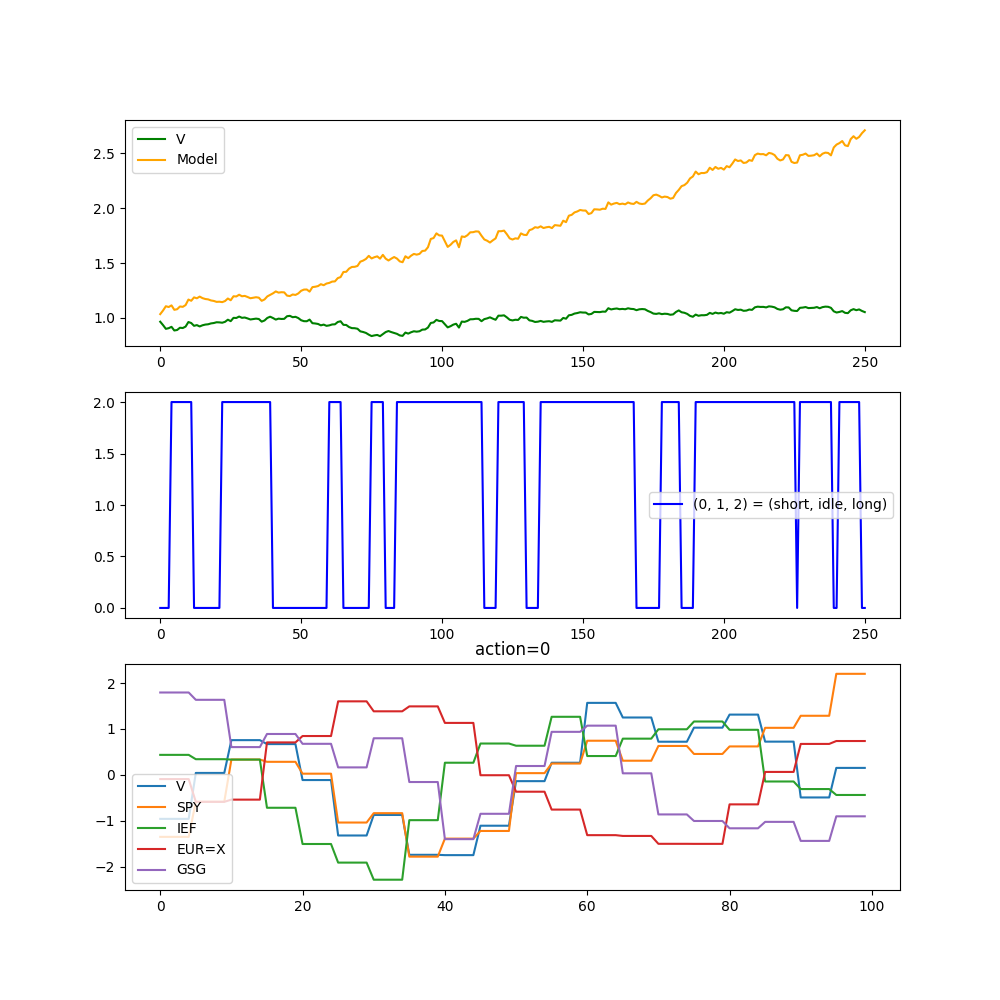 V
Model
2.5
2.0
1.5
1.0
0 50 100 150 200 250
2.0
1.5
1.0
0.5
0.0
(0, 1, 2) = (short, idle, long)
0 50 100 150 200 250
action=0
2
1
0
−1
−2
V
SPY
IEF
EUR=X
GSG
0 20 40 60 80 100